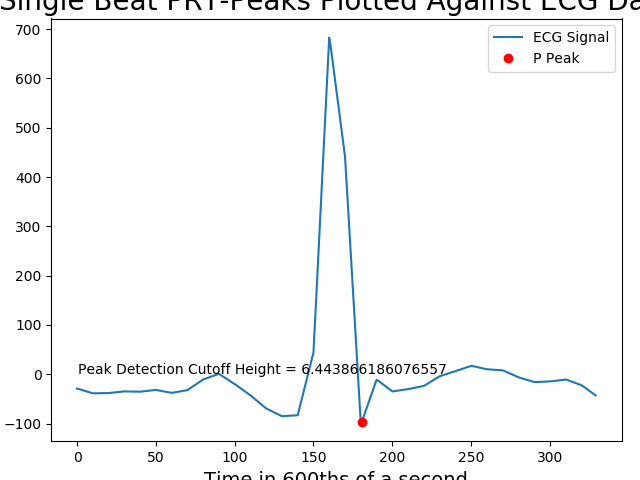 Single Beat PRT-Peaks Plotted Against ECG Da
ECG Signal
P Peak
700
600
500
400
300
200
100
0
−100
Peak Detection Cutoff Height = 6.443866186076557
0 50 100 150 200 250 300
Time in 600ths of a second